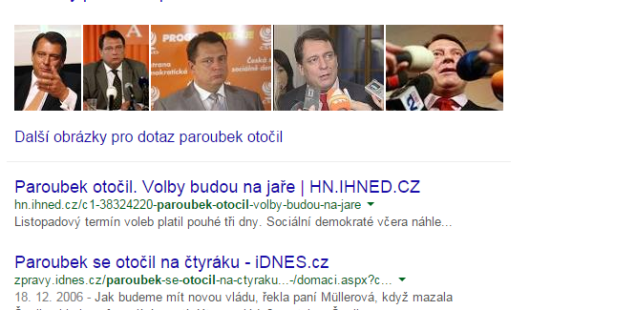 Další obrázky pro dotaz paroubek otočil
Paroubek otočil. Volby budou na jaře | HN.IHNED.CZ
hn.ihned.cz/c1-38324220-paroubek-otocil-volby-budou-na-jare
Listopadový termín voleb platil pouhé tři dny. Sociální demokraté včera náhle...
Paroubek se otočil na čtyráku - iDNES.cz
zpravy.idnes.cz/paroubek-se-otocil-na-ctyraku...-/domaci.aspx?c...
18. 12. 2006 - Jak budeme mít novou vládu, řekla paní Müllerová, když mazala